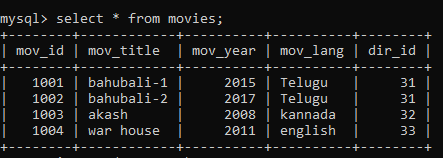 mysql> select * from movies;
+--------+------------+----------+----------+--------+
| mov_id | mov_title  | mov_year | mov_lang | dir_id |
+--------+------------+----------+----------+--------+
|   1001 | bahubali-1 |     2015 | Telugu   |     31 |
|   1002 | bahubali-2 |     2017 | Telugu   |     31 |
|   1003 | akash      |     2008 | kannada  |     32 |
|   1004 | war house  |     2011 | english  |     33 |
+--------+------------+----------+----------+--------+